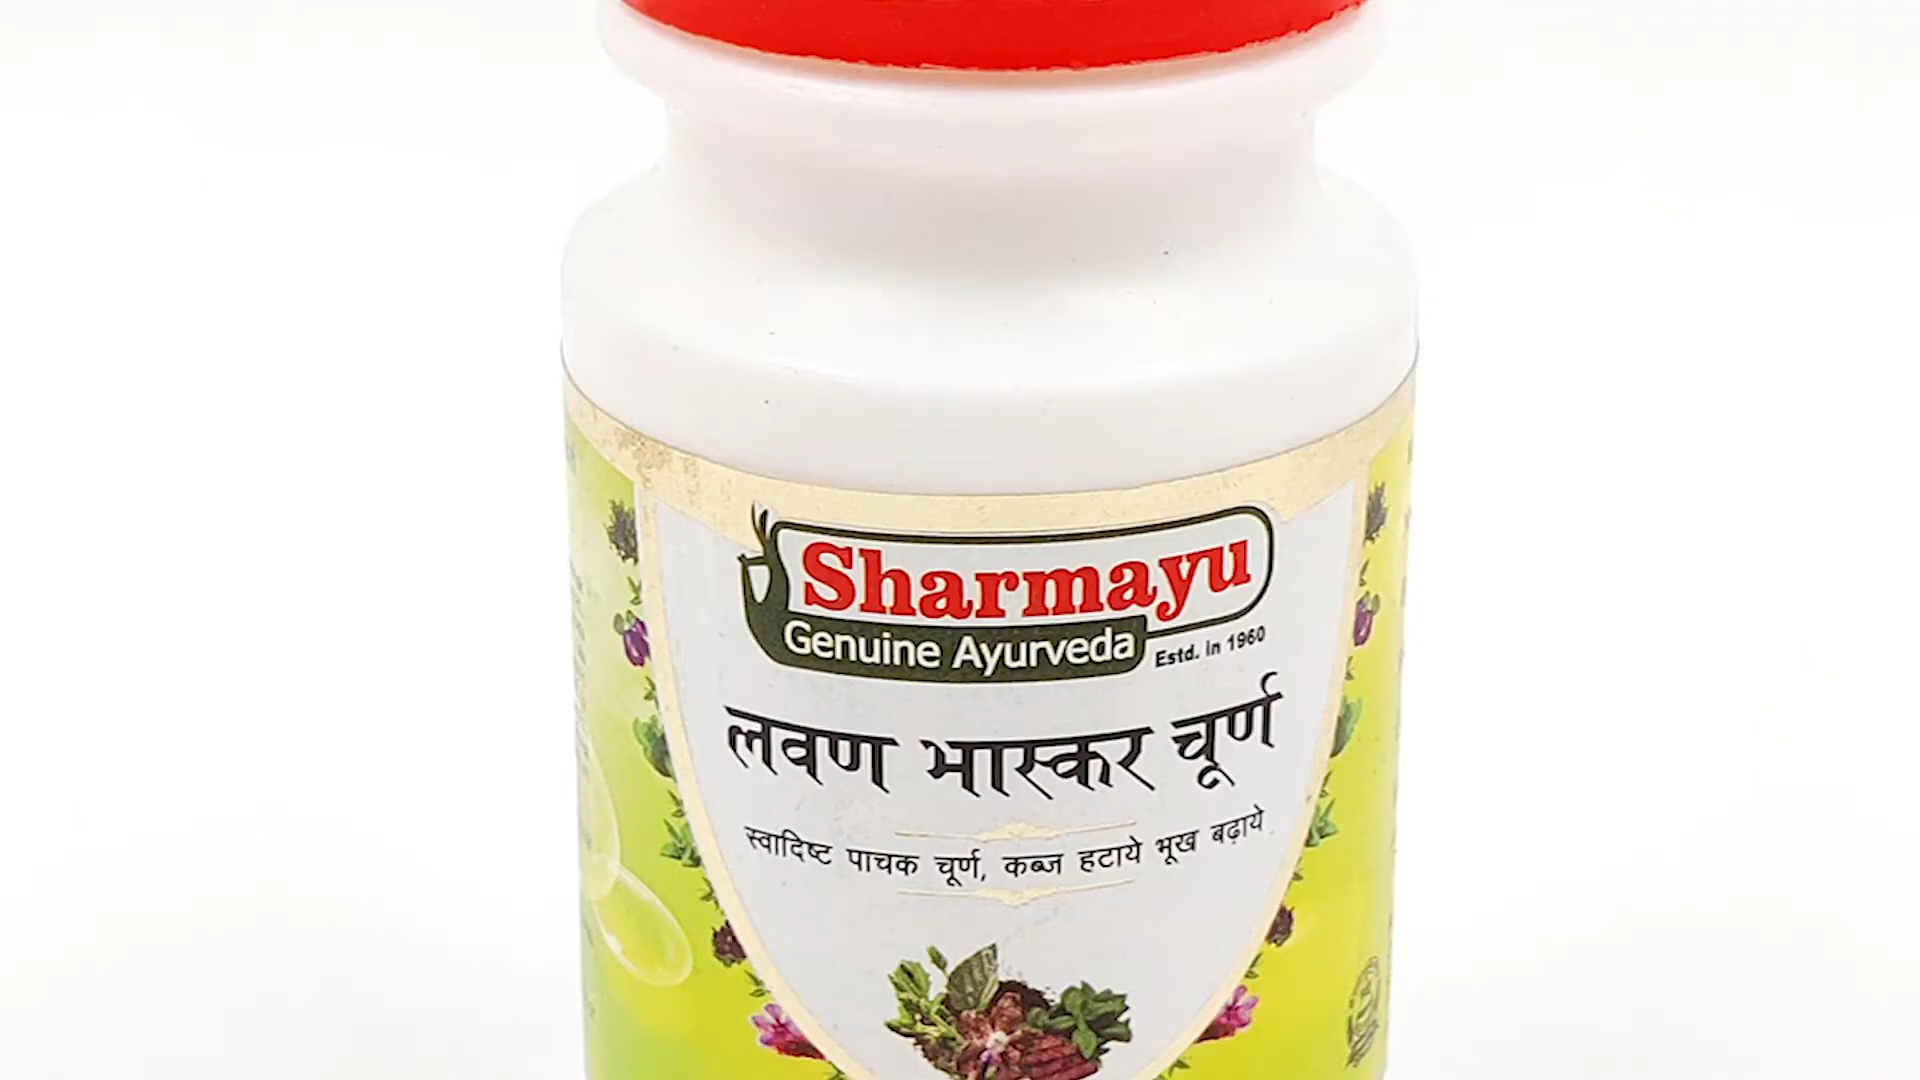 Sharmayu
Genuine Ayurveda
Estd. in 1960
लवण भास्कर चूर्ण
स्वादिष्ट पाचक चूर्ण, कब्ज हटाये भूख बढ़ाये